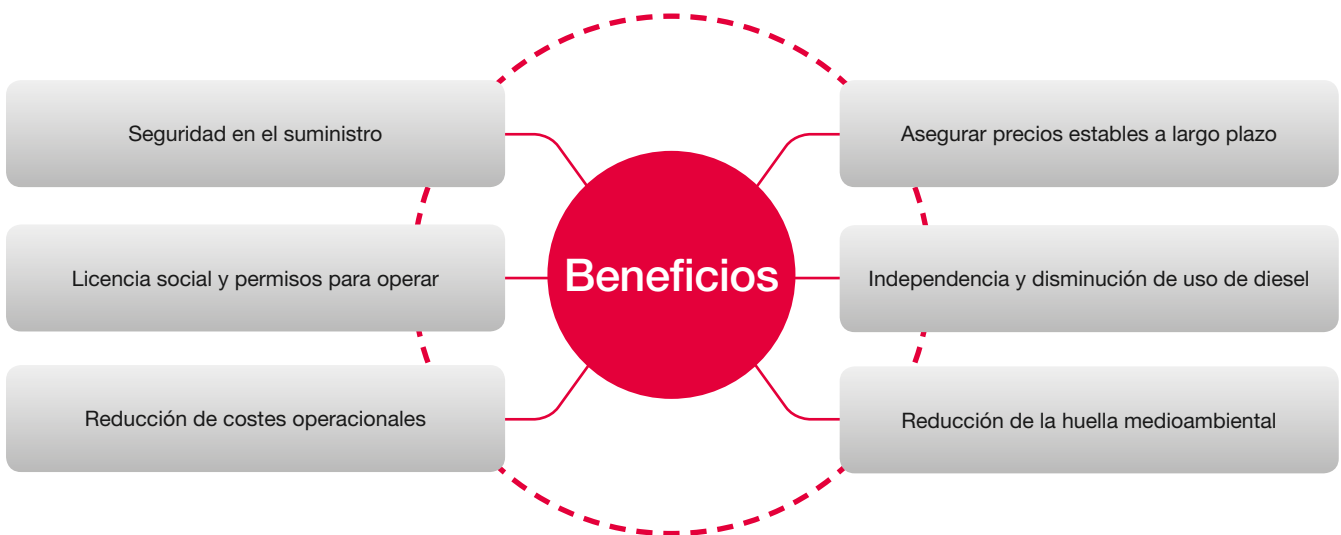 Seguridad en el suministro
Asegurar precios estables a largo plazo
Licencia social y permisos para operar
Beneficios
Independencia y disminución de uso de diesel
Reducción de costes operacionales
Reducción de la huella medioambiental